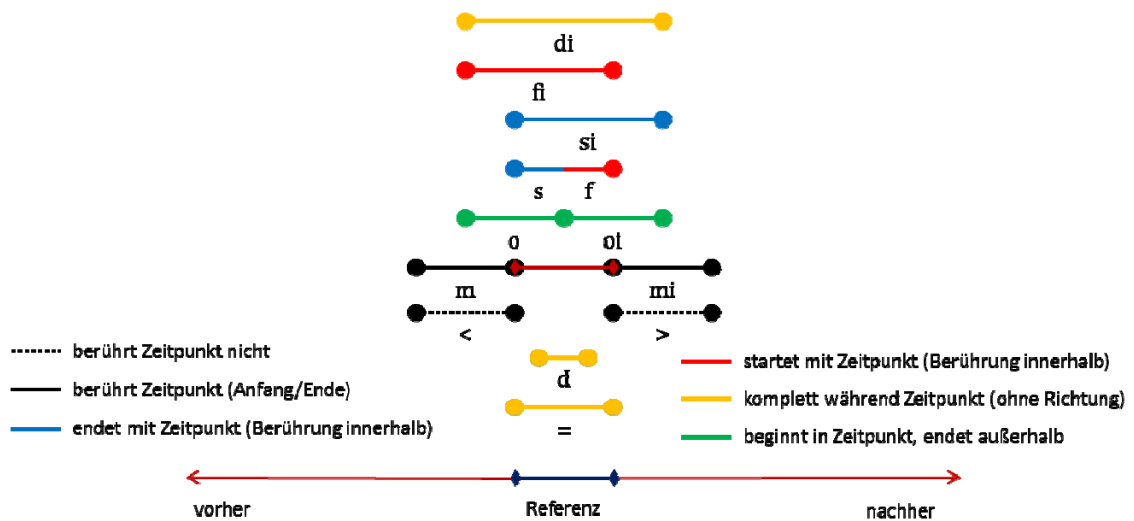 di
fi
si
s f
o oi
m mi
< >
berührt Zeitpunkt nicht
berührt Zeitpunkt (Anfang/Ende)
endet mit Zeitpunkt (Berührung innerhalb)
d
=
startet mit Zeitpunkt (Berührung innerhalb)
komplett während Zeitpunkt (ohne Richtung)
beginnt in Zeitpunkt, endet außerhalb
vorher Referenz nachher